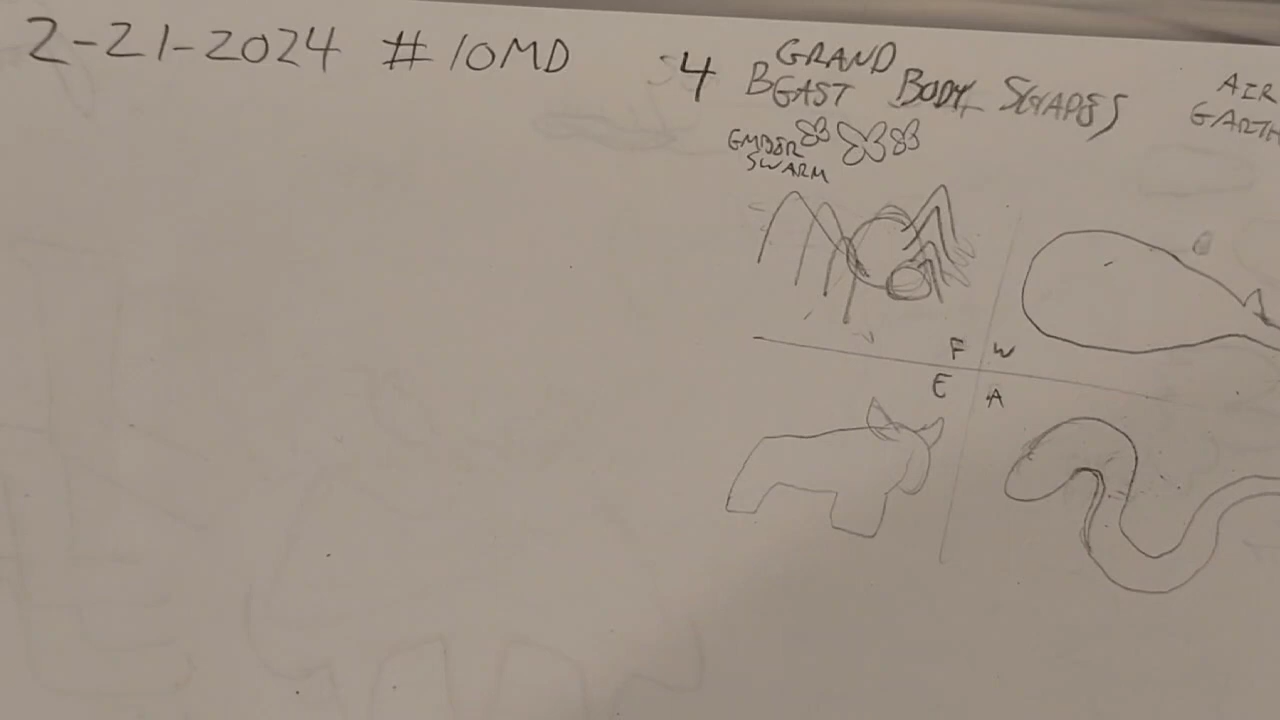 2-21-2024 #10MD
4 GRAND BEAST BODY SHAPES
AIR
EARTH
EMBER
SWARM
F W
E A